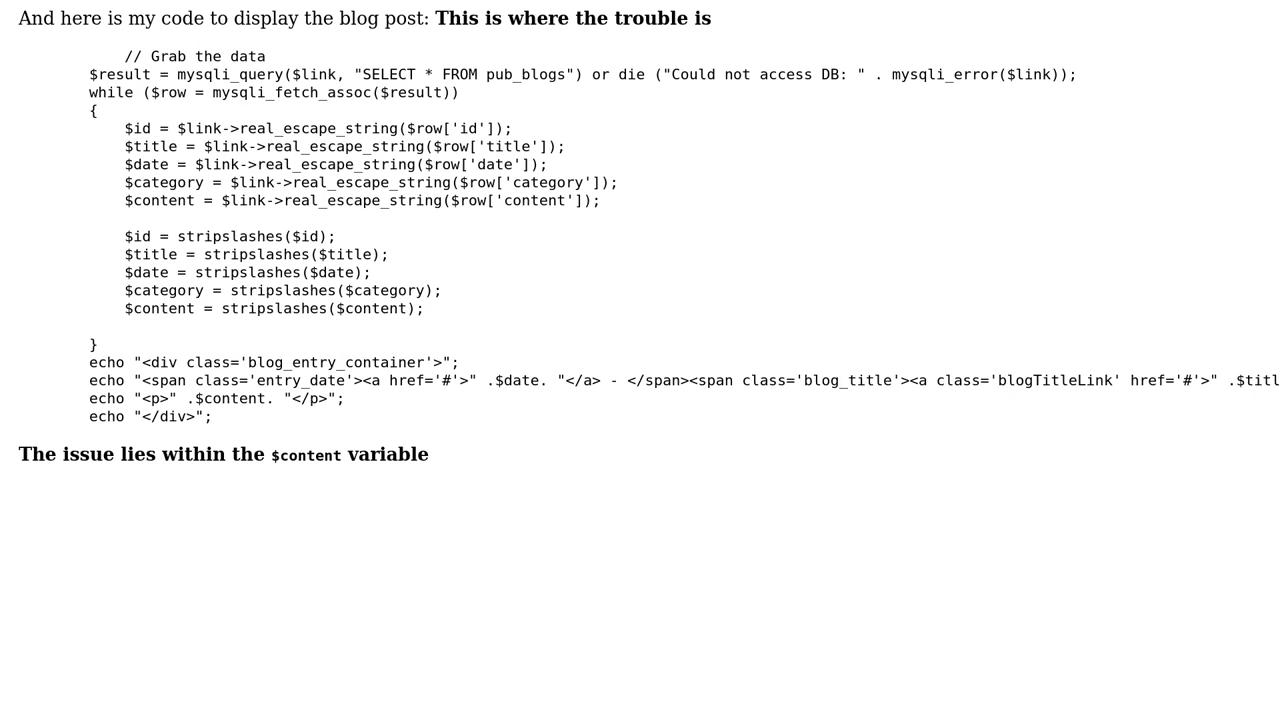 And here is my code to display the blog post: This is where the trouble is
// Grab the data
$result = mysqli_query($link, "SELECT * FROM pub_blogs") or die ("Could not access DB: " . mysqli_error($link));
while ($row = mysqli_fetch_assoc($result))
{
$id = $link->real_escape_string($row['id']);
$title = $link->real_escape_string($row['title']);
$date = $link->real_escape_string($row['date']);
$category = $link->real_escape_string($row['category']);
$content = $link->real_escape_string($row['content']);
$id = stripslashes($id);
$title = stripslashes($title);
$date = stripslashes($date);
$category = stripslashes($category);
$content = stripslashes($content);
}
echo "<div class='blog_entry_container'>";
echo "<span class='entry_date'><a href='#'>" .$date. "</a> - </span><span class='blog_title'><a class='blogTitleLink' href='#'>" .$titl
echo "<p>" .$content. "</p>";
echo "</div>";
The issue lies within the $content variable